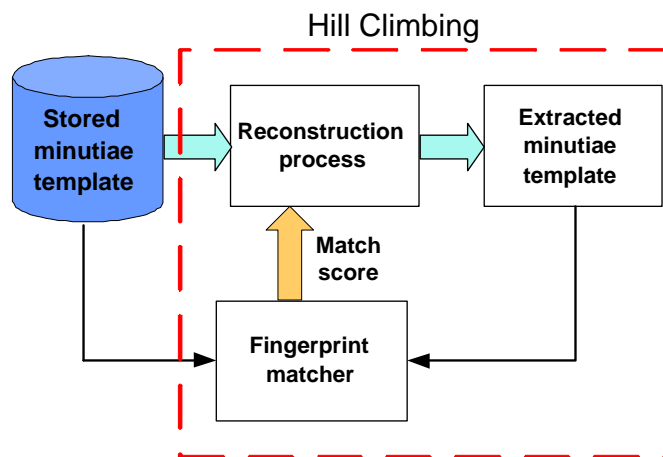 Hill Climbing
Stored
minutiae
template
Reconstruction
process
Extracted
minutiae
template
Match
score
Fingerprint
matcher